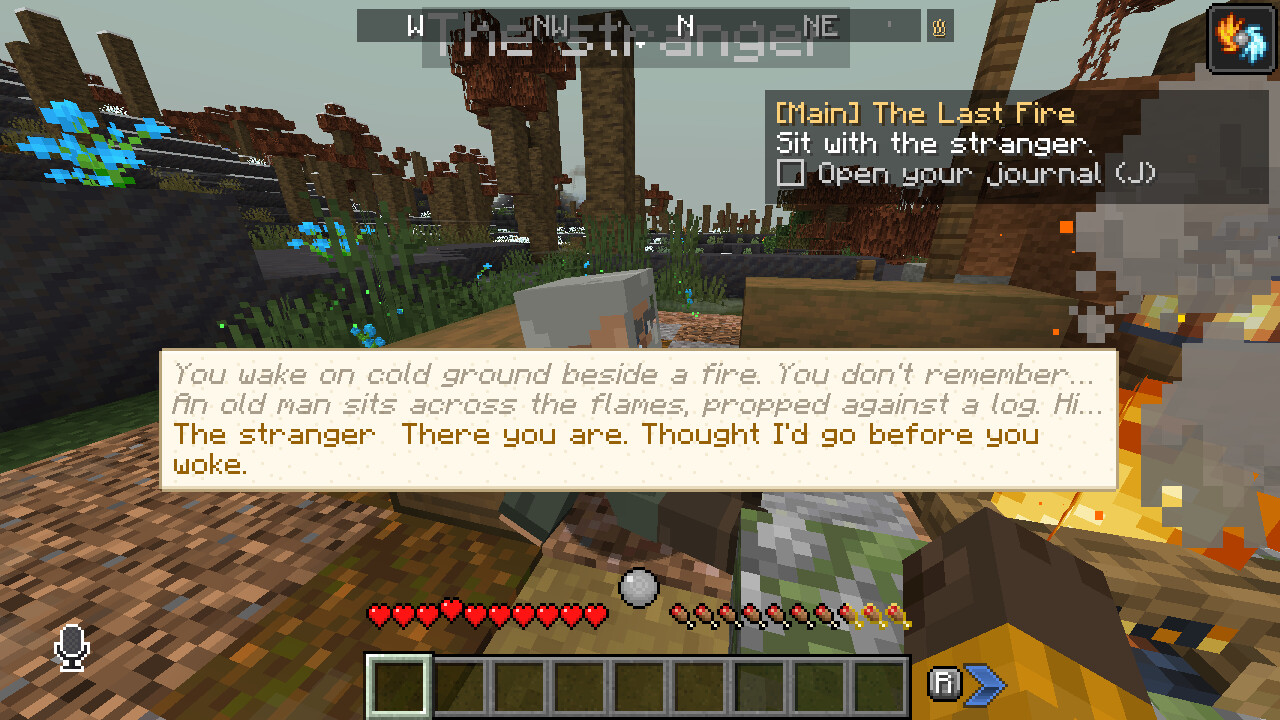 W NW N NE
The stranger
[Main] The Last Fire
Sit with the stranger.
Open your journal (J)
You wake on cold ground beside a fire. You don't remember...
An old man sits across the flames, propped against a log. Hi...
The stranger There you are. Thought I'd go before you
woke.
R